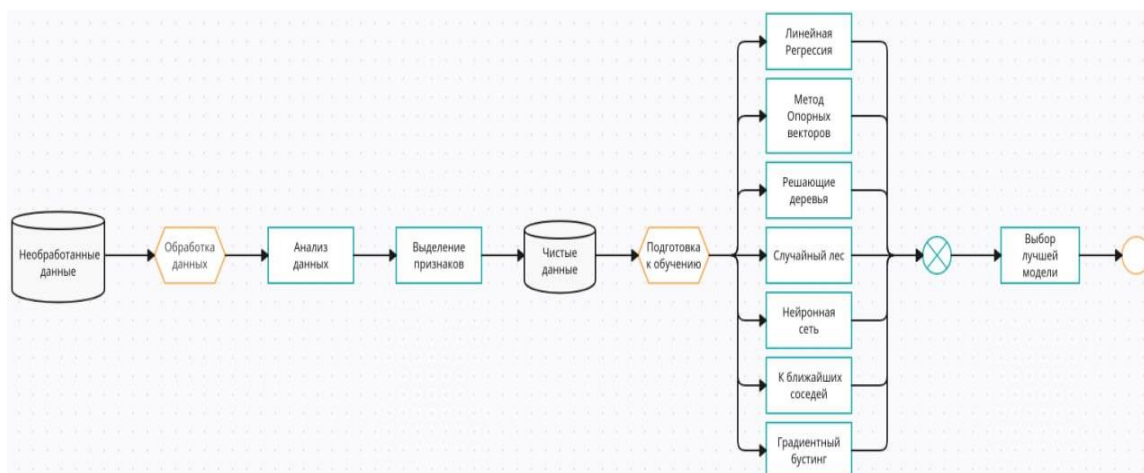 Необработанные
данные
Обработка
данных
Анализ
данных
Выделение
признаков
Чистые
данные
Подготовка
к обучению
Линейная
Регрессия
Метод
Опорных
векторов
Решающие
деревья
Случайный лес
Нейронная
сеть
К ближайших
соседей
Градиентный
бустинг
Выбор
лучшей
модели